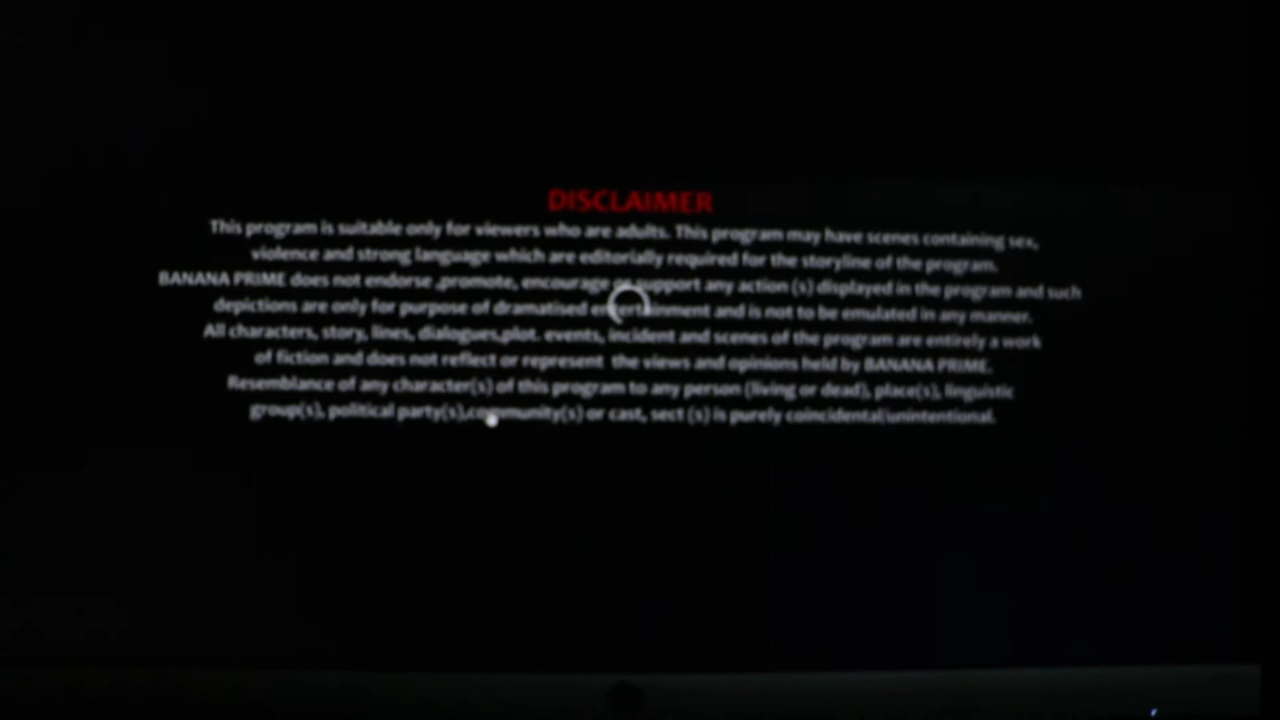 DISCLAIMER
This program is suitable only for viewers who are adults. This program may have scenes containing sex,
violence and strong language which are editorially required for the storyline of the program.
BANANA PRIME does not endorse ,promote, encourage or support any action (s) displayed in the program and such
depictions are only for purpose of dramatised entertainment and is not to be emulated in any manner.
All characters, story, lines, dialogues,plot. events, incident and scenes of the program are entirely a work
of fiction and does not reflect or represent the views and opinions held by BANANA PRIME.
Resemblance of any character(s) of this program to any person (living or dead), place(s), linguistic
group(s), political party(s),community(s) or cast, sect (s) is purely coincidental/unintentional.